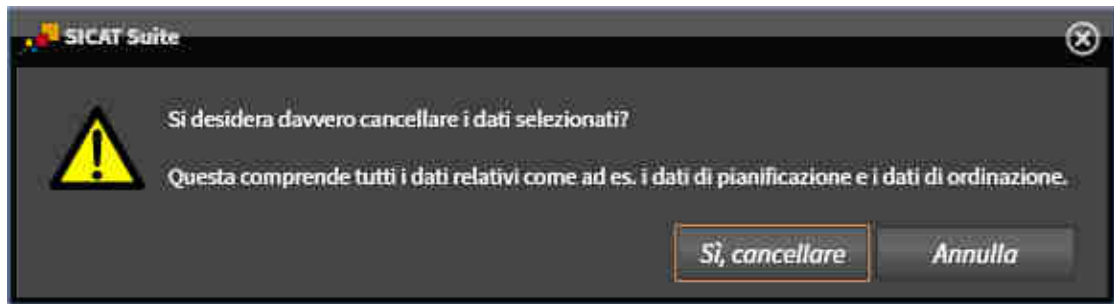 SICAT Suite
Si desidera davvero cancellare i dati selezionati?
Questa comprende tutti i dati relativi come ad es. i dati di pianificazione e i dati di ordinazione.
Sì, cancellare
Annulla